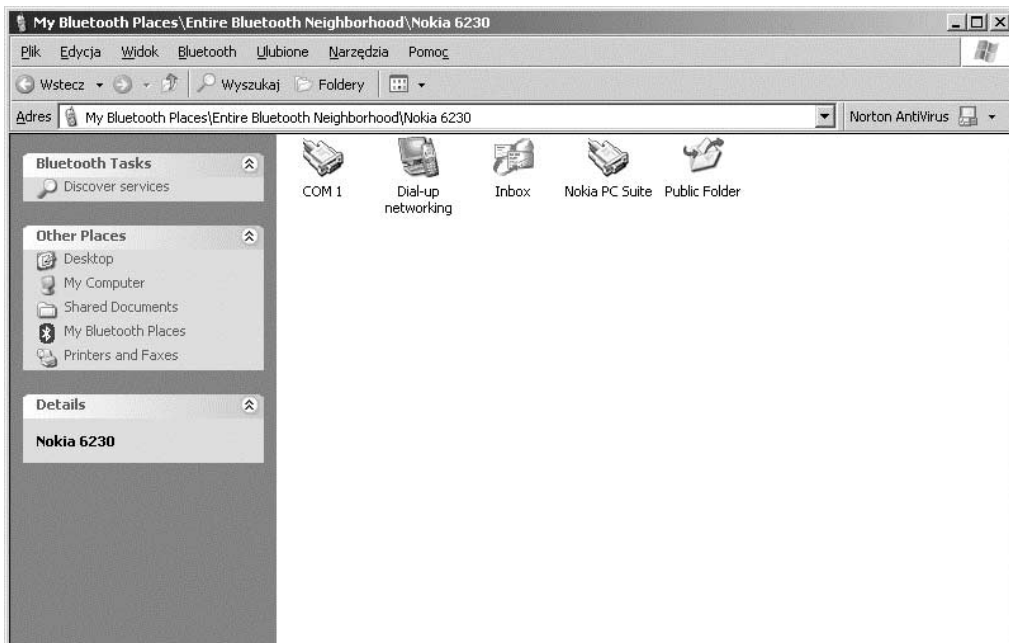 My Bluetooth Places\Entire Bluetooth Neighborhood\Nokia 6230
Plik Edycja Widok Bluetooth Ulubione Narzędzia Pomoc
Wstecz Wyszukaj Foldery
Adres My Bluetooth Places\Entire Bluetooth Neighborhood\Nokia 6230 Norton AntiVirus
Bluetooth Tasks
Discover services
Other Places
Desktop
My Computer
Shared Documents
My Bluetooth Places
Printers and Faxes
Details
Nokia 6230
COM 1
Dial-up
networking
Inbox
Nokia PC Suite
Public Folder